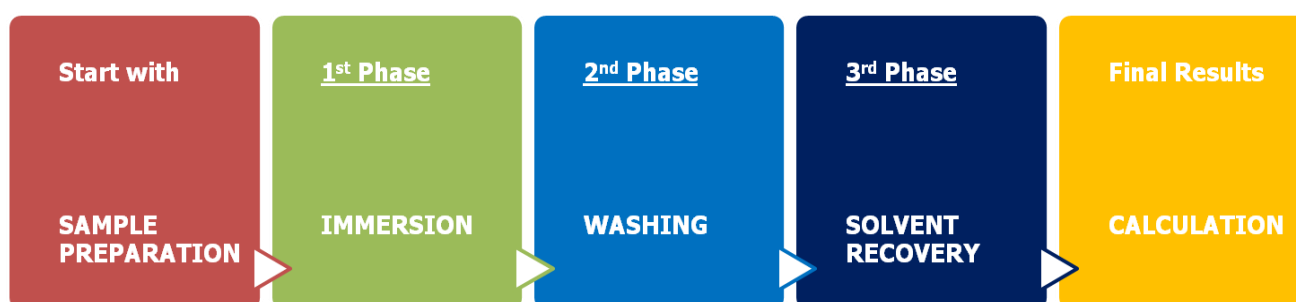 Start with
SAMPLE
PREPARATION
1st Phase
IMMERSION
2nd Phase
WASHING
3rd Phase
SOLVENT
RECOVERY
Final Results
CALCULATION